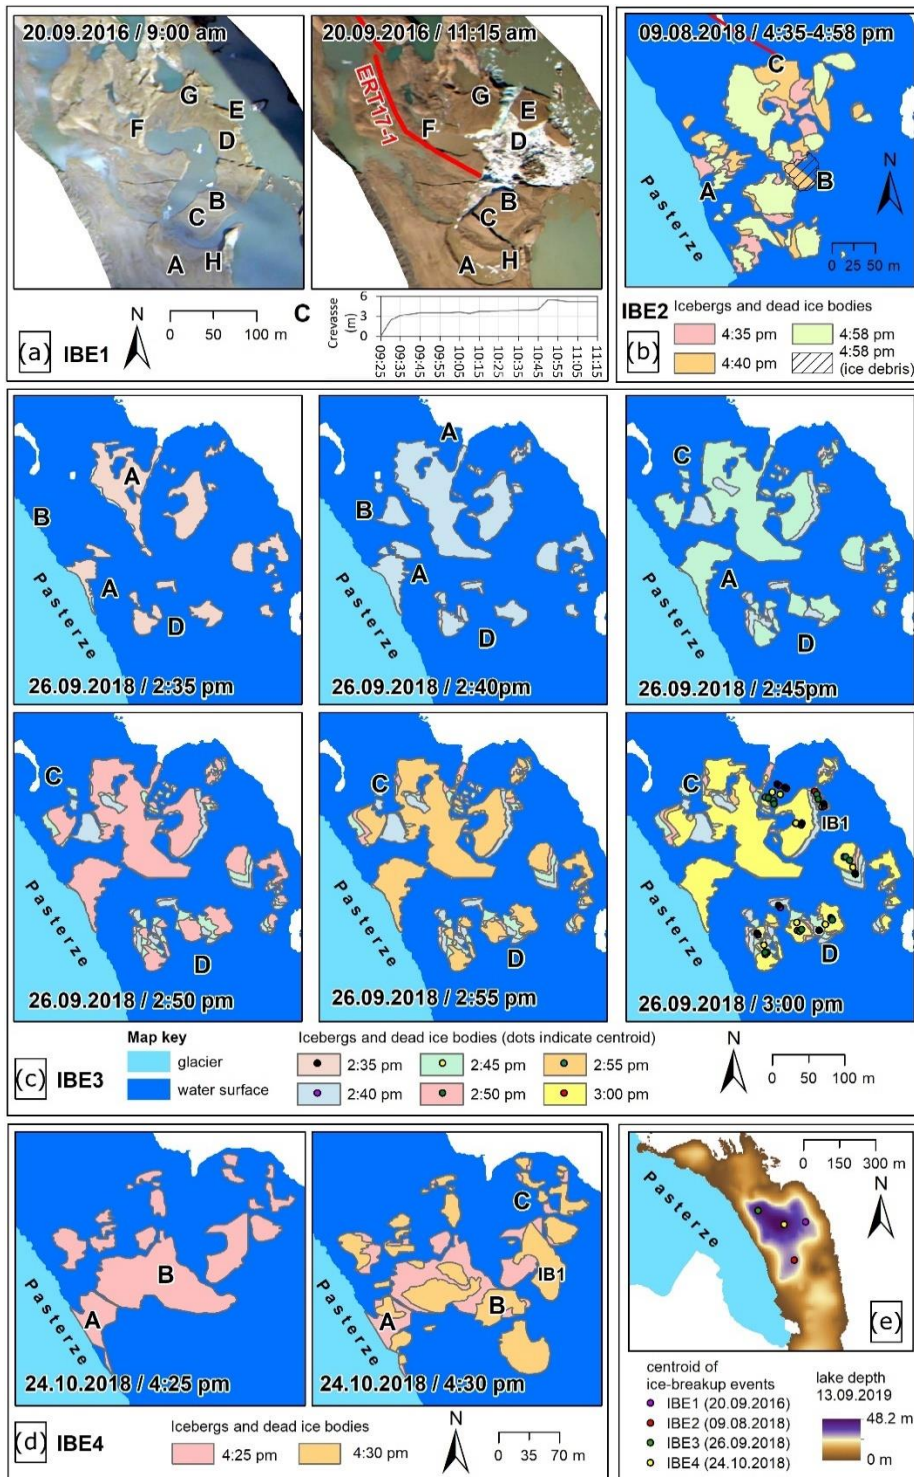 20.09.2016 / 9:00 am
G
E
F
D
B
C
A
H
20.09.2016 / 11:15 am
ERT17-1
G
E
F
D
B
C
A
H
(a) IBE1
N
0 50 100 m
C
Crevasse (m)
6
3
0
09:25
09:35
09:45
09:55
10:05
10:15
10:25
10:35
10:45
10:55
11:05
11:15
09.08.2018 / 4:35-4:58 pm
C
N
A
B
Pasterze
0 25 50 m
IBE2 Icebergs and dead ice bodies
(b)
4:35 pm
4:58 pm
4:40 pm
4:58 pm
(ice debris)
A
B
A
D
Pasterze
26.09.2018 / 2:35 pm
A
B
A
D
Pasterze
26.09.2018 / 2:40pm
C
A
D
Pasterze
26.09.2018 / 2:45pm
C
D
Pasterze
26.09.2018 / 2:50 pm
C
D
Pasterze
26.09.2018 / 2:55 pm
C
IB1
D
Pasterze
26.09.2018 / 3:00 pm
(c) IBE3
Map key
glacier
water surface
Icebergs and dead ice bodies (dots indicate centroid)
2:35 pm
2:45 pm
2:55 pm
2:40 pm
2:50 pm
3:00 pm
N
0 50 100 m
B
A
Pasterze
24.10.2018 / 4:25 pm
C
IB1
B
A
Pasterze
24.10.2018 / 4:30 pm
(d) IBE4
Icebergs and dead ice bodies
4:25 pm
4:30 pm
N
0 35 70 m
0 150 300 m
Pasterze
N
(e)
centroid of
ice-breakup events
IBE1 (20.09.2016)
IBE2 (09.08.2018)
IBE3 (26.09.2018)
IBE4 (24.10.2018)
lake depth
13.09.2019
48.2 m
0 m